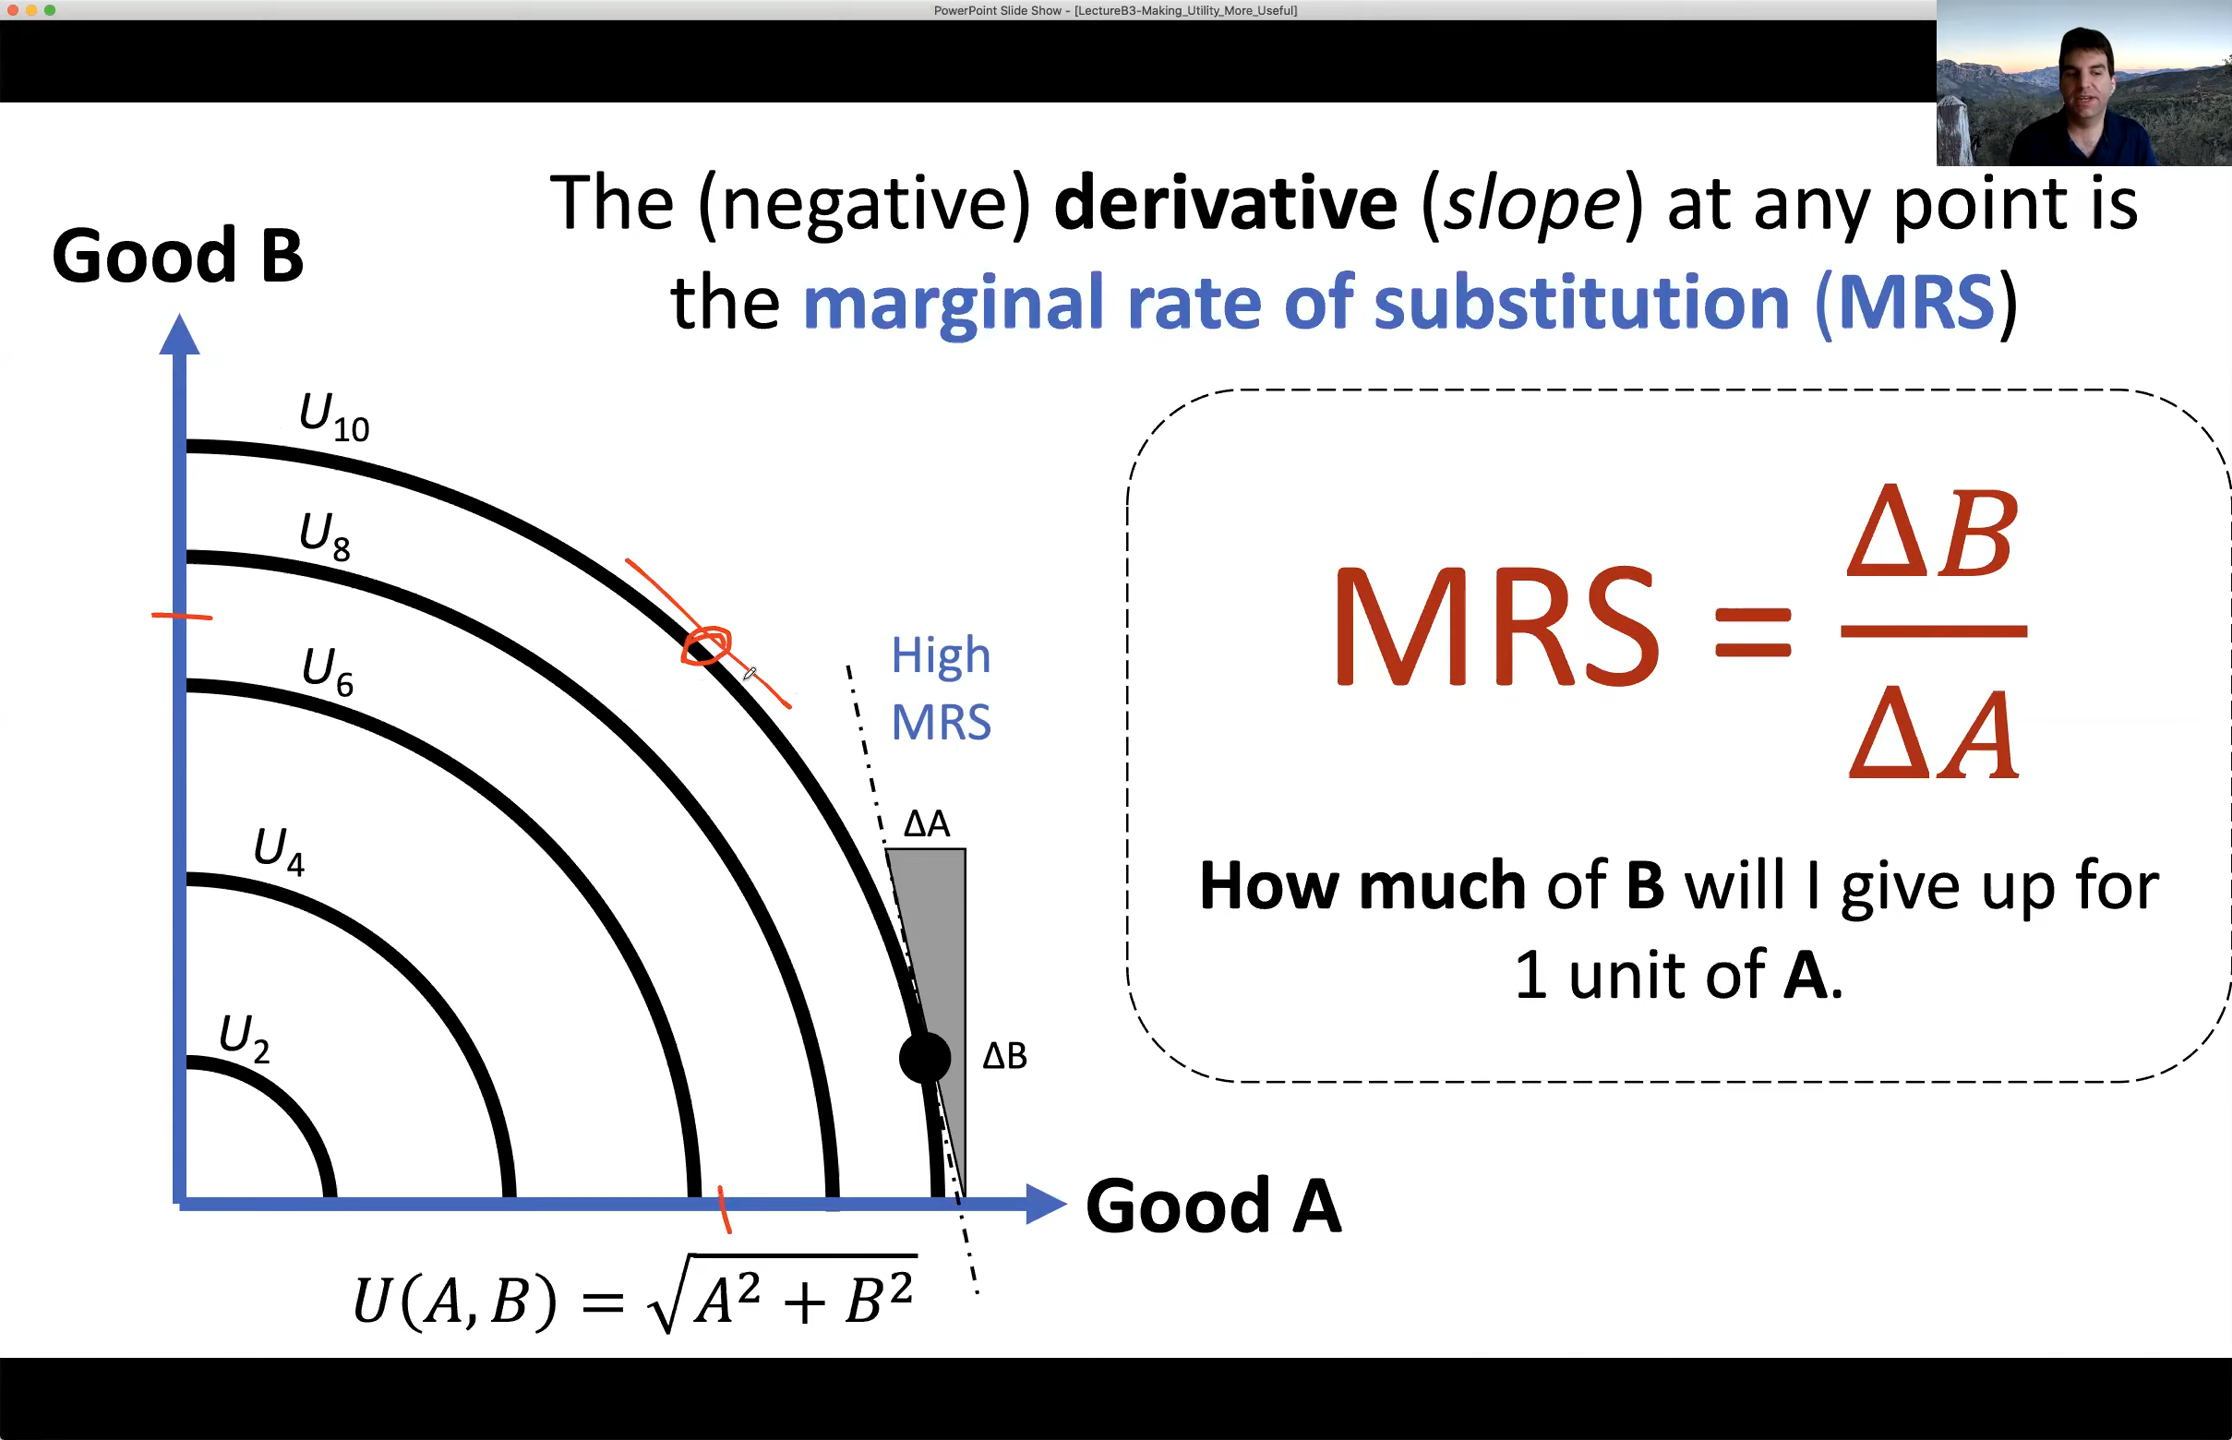 PowerPoint Slide Show - [LectureB3-Making_Utility_More_Useful]
The (negative) derivative (slope) at any point is
the marginal rate of substitution (MRS)
Good B
U₁₀
U₈
U₆
U₄
U₂
High
MRS
ΔA
ΔB
Good A
U(A, B) = √(A² + B²)
MRS = ΔB/ΔA
How much of B will I give up for
1 unit of A.